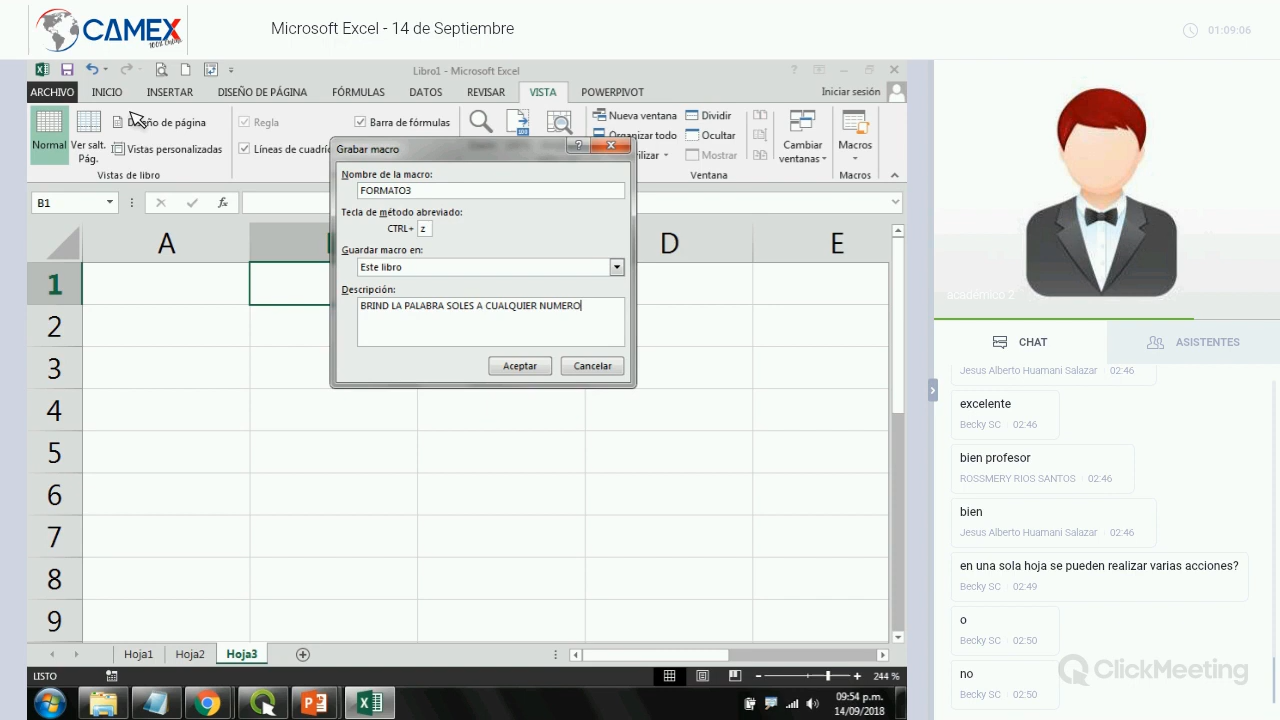 CAMEX
100% Online
Microsoft Excel - 14 de Septiembre
01:09:06
Libro1 - Microsoft Excel
ARCHIVO INICIO INSERTAR DISEÑO DE PÁGINA FÓRMULAS DATOS REVISAR VISTA POWERPIVOT Iniciar sesión
Normal
Ver salt. Pág.
Diseño de página
Vistas personalizadas
Vistas de libro
Regla
Barra de fórmulas
Líneas de cuadrí
100
Nueva ventana
Organizar todo
ilizar
Dividir
Ocultar
Mostrar
Cambiar ventanas
Ventana
Macros
Macros
B1
fx
A D E
1
2
3
4
5
6
7
8
9
Grabar macro
Nombre de la macro:
FORMATO3
Tecla de método abreviado:
CTRL+ z
Guardar macro en:
Este libro
Descripción:
BRIND LA PALABRA SOLES A CUALQUIER NUMERO
Aceptar Cancelar
Hoja1 Hoja2 Hoja3
LISTO
244 %
09:54 p.m.
14/09/2018
académico 2
CHAT ASISTENTES
Jesus Alberto Huamani Salazar 02:46
excelente
Becky SC 02:46
bien profesor
ROSSMERY RIOS SANTOS 02:46
bien
Jesus Alberto Huamani Salazar 02:46
en una sola hoja se pueden realizar varias acciones?
Becky SC 02:49
o
Becky SC 02:50
no
Becky SC 02:50
ClickMeeting